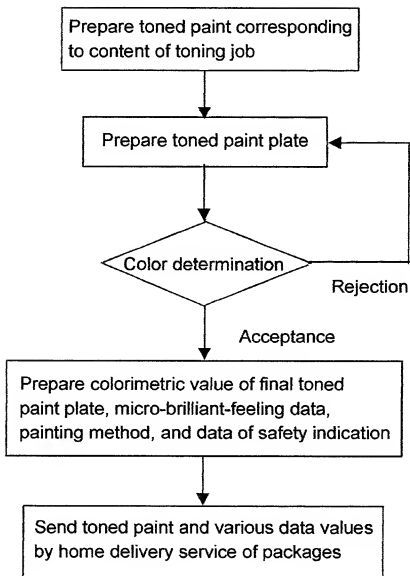 Prepare toned paint corresponding
to content of toning job
Prepare toned paint plate
Color determination
Rejection
Acceptance
Prepare colorimetric value of final toned
paint plate, micro-brilliant-feeling data,
painting method, and data of safety indication
Send toned paint and various data values
by home delivery service of packages